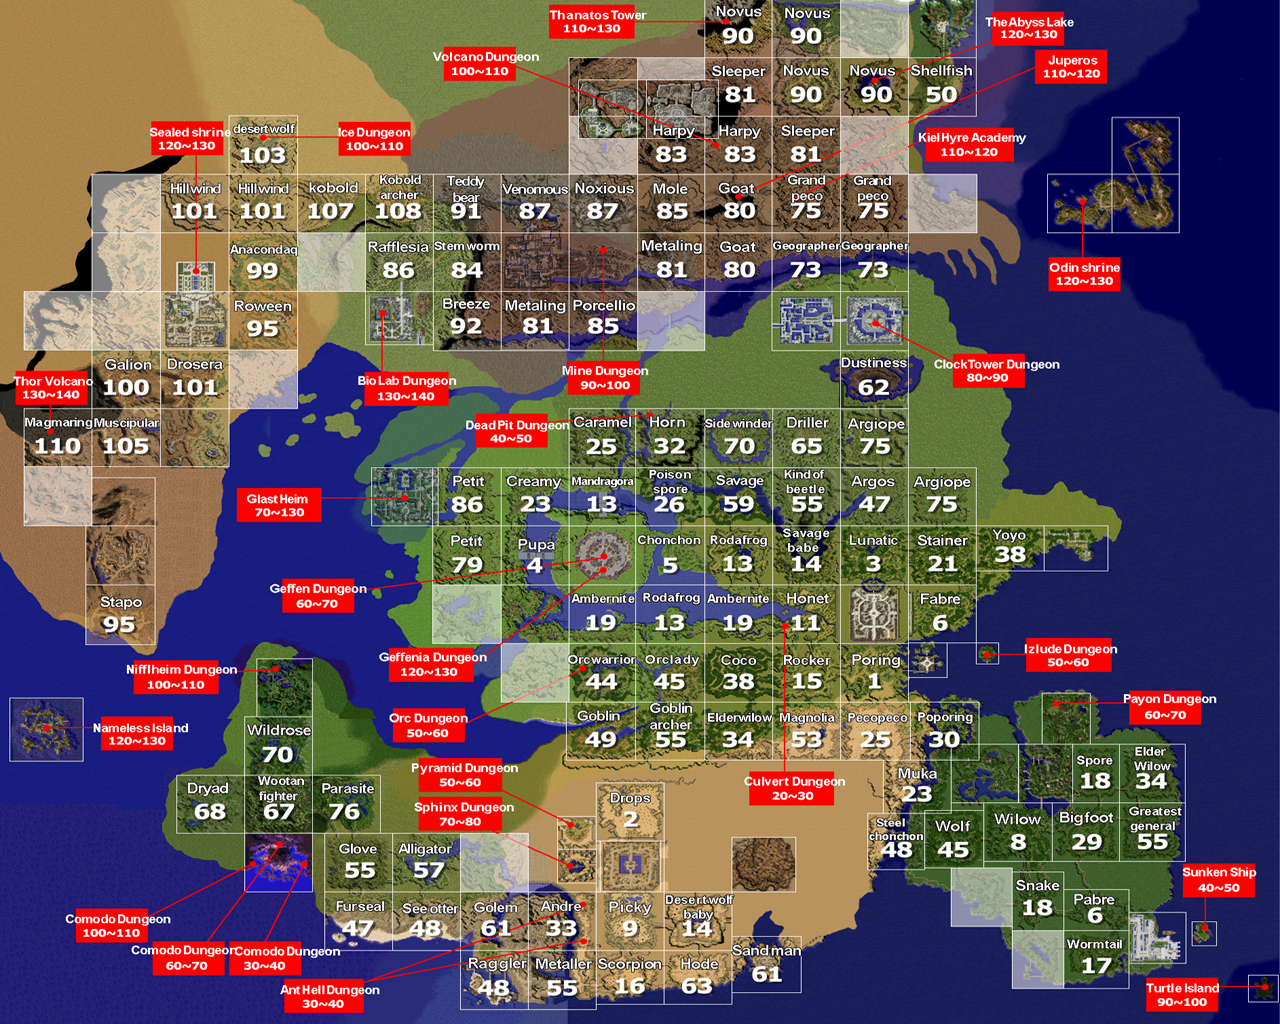 Thanatos Tower
110~130
Novus
90
Novus
90
The Abyss Lake
120~130
Volcano Dungeon
100~110
Juperos
110~120
Sleeper
81
Novus
90
Novus
90
Shellfish
50
Sealed shrine
120~130
desert wolf
103
Ice Dungeon
100~110
Harpy
83
Harpy
83
Sleeper
81
Kiel Hyre Academy
110~120
Hillwind
101
Hillwind
101
kobold
107
Kobold
archer
108
Teddy
bear
91
Venomous
87
Noxious
87
Mole
85
Goat
80
Grand
peco
75
Grand
peco
75
Anacondaq
99
Rafflesia
86
Stem worm
84
Metaling
81
Goat
80
Geographer
73
Geographer
73
Odin shrine
120~130
Roween
95
Breeze
92
Metaling
81
Porcellio
85
Galion
100
Drosera
101
Thor Volcano
130~140
Bio Lab Dungeon
130~140
Mine Dungeon
90~100
Dustiness
62
ClockTower Dungeon
80~90
Magmaring
110
Muscipular
105
Dead Pit Dungeon
40~50
Caramel
25
Horn
32
Side winder
70
Driller
65
Argiope
75
Glast Heim
70~130
Petit
86
Creamy
23
Mandragora
13
Poison
spore
26
Savage
59
Kind of
beetle
55
Argos
47
Argiope
75
Petit
79
Pupa
4
Chonchon
5
Rodafrog
13
Savage
babe
14
Lunatic
3
Stainer
21
Yoyo
38
Stapo
95
Geffen Dungeon
60~70
Ambernite
19
Rodafrog
13
Ambernite
19
Honet
11
Fabre
6
Nifflheim Dungeon
100~110
Geffenia Dungeon
120~130
Orcwarrior
44
Orclady
45
Coco
38
Rocker
15
Poring
1
Izlude Dungeon
50~60
Nameless Island
120~130
Wildrose
70
Orc Dungeon
50~60
Goblin
49
Goblin
archer
55
Elderwilow
34
Magnolia
53
Pecopeco
25
Poporing
30
Payon Dungeon
60~70
Dryad
68
Wootan
fighter
67
Parasite
76
Pyramid Dungeon
50~60
Sphinx Dungeon
70~80
Drops
2
Culvert Dungeon
20~30
Muka
23
Spore
18
Elder
Wilow
34
Glove
55
Alligator
57
Steel
chonchon
48
Wolf
45
Wilow
8
Bigfoot
29
Greatest
general
55
Comodo Dungeon
100~110
Comodo Dungeon
60~70
Comodo Dungeon
30~40
Fur seal
47
See otter
48
Golem
61
Andre
33
Picky
9
Desert wolf
baby
14
Snake
18
Pabre
6
Sunken Ship
40~50
Ant Hell Dungeon
30~40
Raggler
48
Metaller
55
Scorpion
16
Hode
63
Sand man
61
Wormtail
17
Turtle Island
90~100